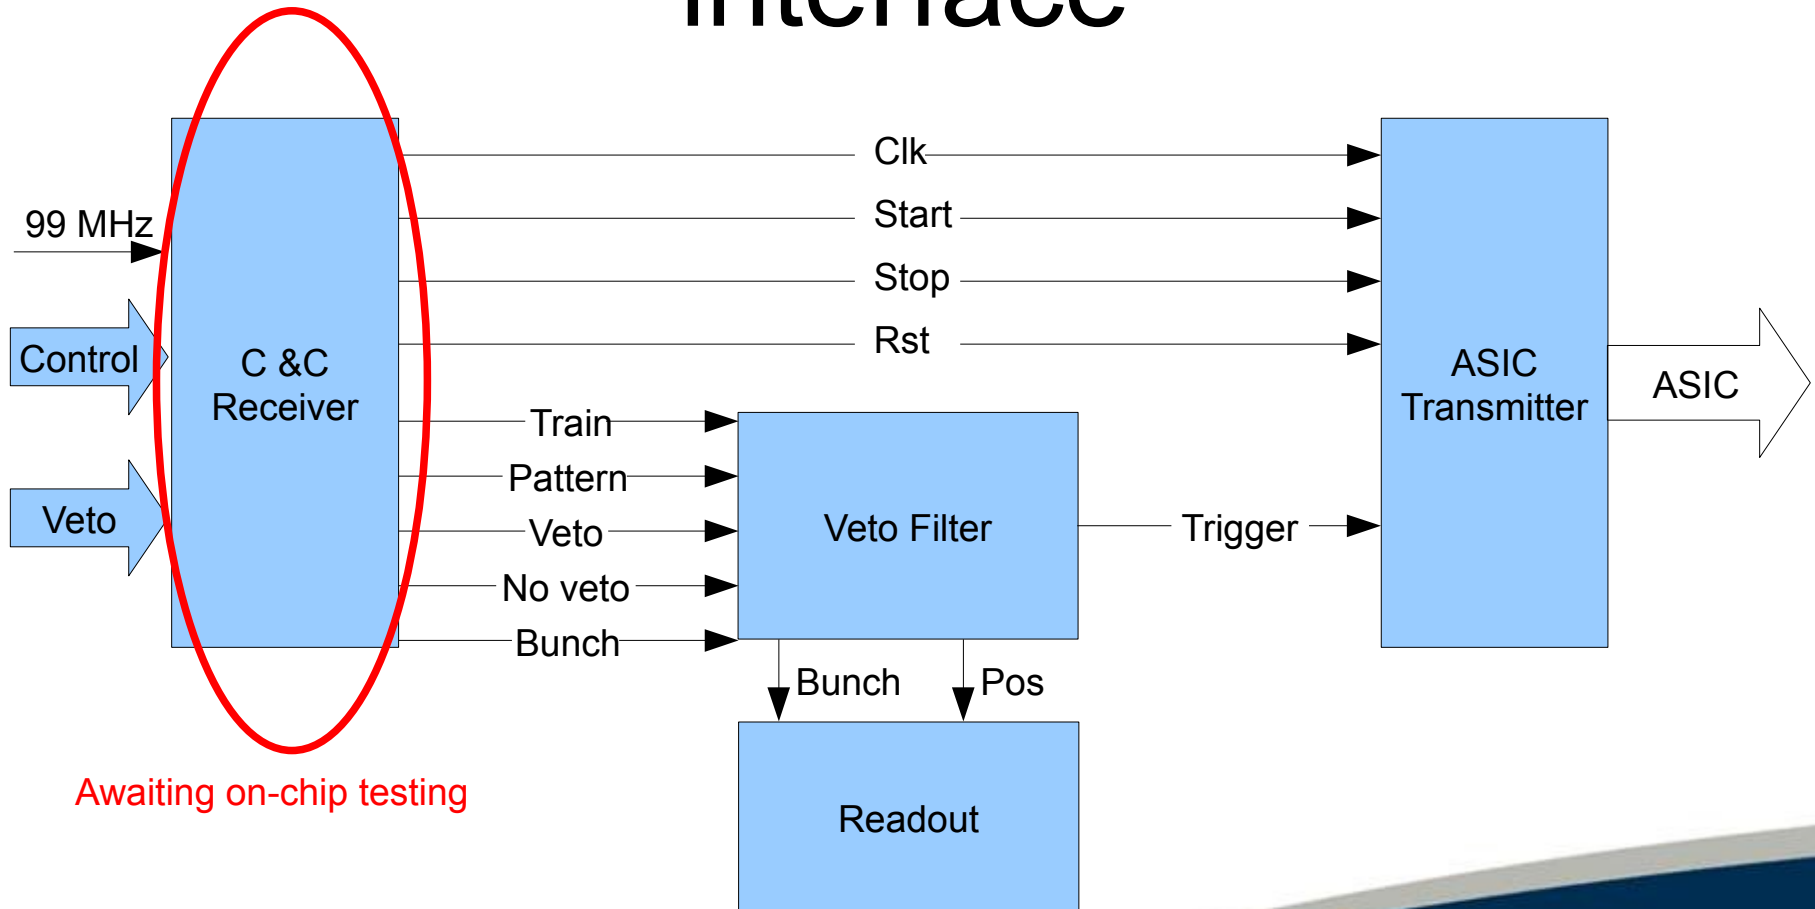 interface
Clk
Start
99 MHz
Stop
Rst
Control
C &C
Receiver
ASIC
Transmitter
ASIC
Train
Pattern
Veto
Veto
Veto Filter
Trigger
No veto
Bunch
Bunch
Pos
Awaiting on-chip testing
Readout